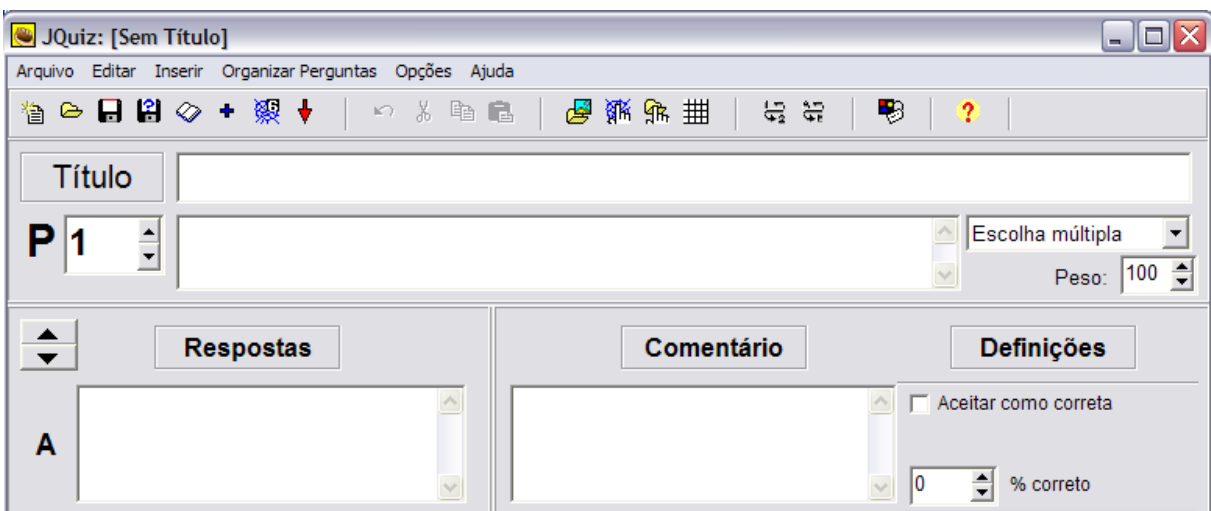 JQuiz: [Sem Título]
Arquivo Editar Inserir Organizar Perguntas Opções Ajuda
Título
P 1 Escolha múltipla
Peso: 100
Respostas Comentário Definições
A Aceitar como correta
0 % correto